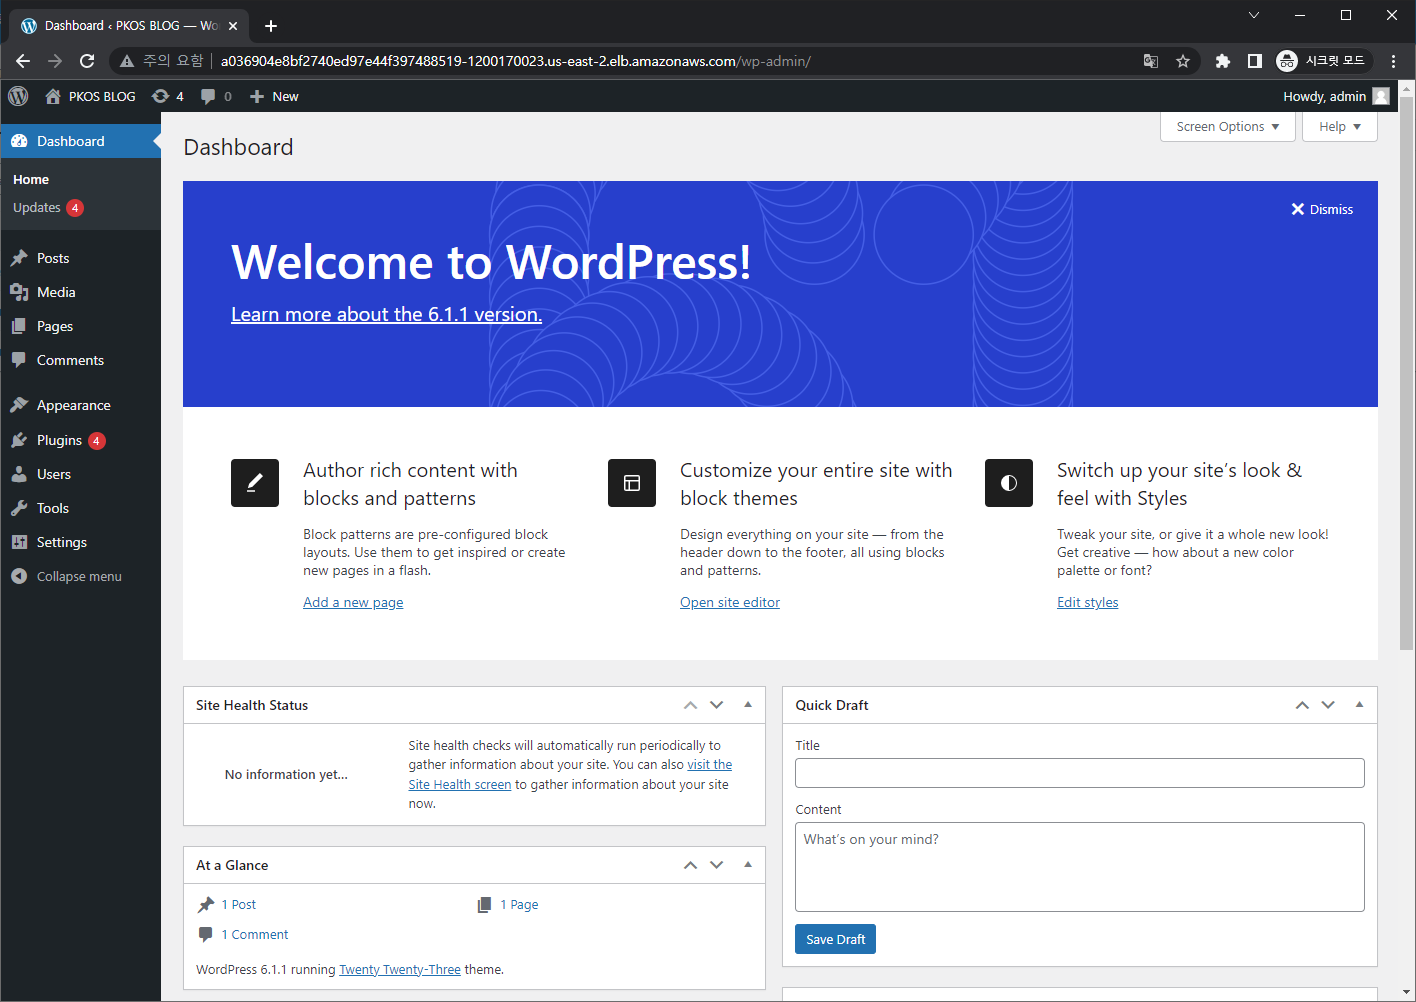 Dashboard ‹ PKOS BLOG — Wo
주의 요함
a036904e8bf2740ed97e44f397488519-1200170023.us-east-2.elb.amazonaws.com/wp-admin/
시크릿 모드
PKOS BLOG
4
0
New
Howdy, admin
Dashboard
Home
Updates 4
Posts
Media
Pages
Comments
Appearance
Plugins 4
Users
Tools
Settings
Collapse menu
Screen Options
Help
Dashboard
Dismiss
Welcome to WordPress!
Learn more about the 6.1.1 version.
Author rich content with
blocks and patterns
Block patterns are pre-configured block
layouts. Use them to get inspired or create
new pages in a flash.
Add a new page
Customize your entire site with
block themes
Design everything on your site — from the
header down to the footer, all using blocks
and patterns.
Open site editor
Switch up your site’s look &
feel with Styles
Tweak your site, or give it a whole new look!
Get creative — how about a new color
palette or font?
Edit styles
Site Health Status
No information yet...
Site health checks will automatically run periodically to
gather information about your site. You can also visit the
Site Health screen to gather information about your site
now.
At a Glance
1 Post
1 Page
1 Comment
WordPress 6.1.1 running Twenty Twenty-Three theme.
Quick Draft
Title
Content
What’s on your mind?
Save Draft